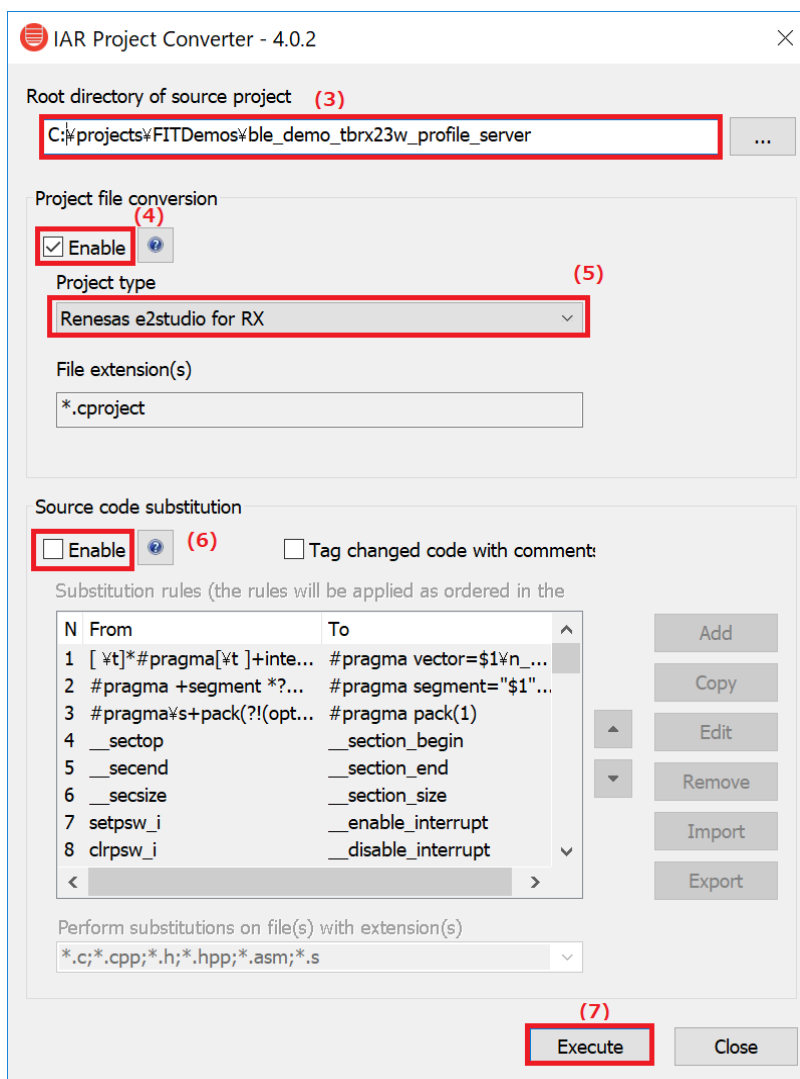 IAR Project Converter - 4.0.2
Root directory of source project (3)
C:¥projects¥FITDemos¥ble_demo_tbrx23w_profile_server
...
Project file conversion
(4)
Enable
Project type
(5)
Renesas e2studio for RX
File extension(s)
*.cproject
Source code substitution
Enable (6) Tag changed code with comments
Substitution rules (the rules will be applied as ordered in the
N From To
1 [ ¥t]*#pragma[¥t ]+inte... #pragma vector=$1¥n_...
2 #pragma +segment *?... #pragma segment="$1"...
3 #pragma¥s+pack(?!(opt... #pragma pack(1)
4 __sectop __section_begin
5 __secend __section_end
6 __secsize __section_size
7 setpsw_i __enable_interrupt
8 clrpsw_i __disable_interrupt
Add
Copy
Edit
Remove
Import
Export
Perform substitutions on file(s) with extension(s)
*.c;*.cpp;*.h;*.hpp;*.asm;*.s
(7)
Execute Close